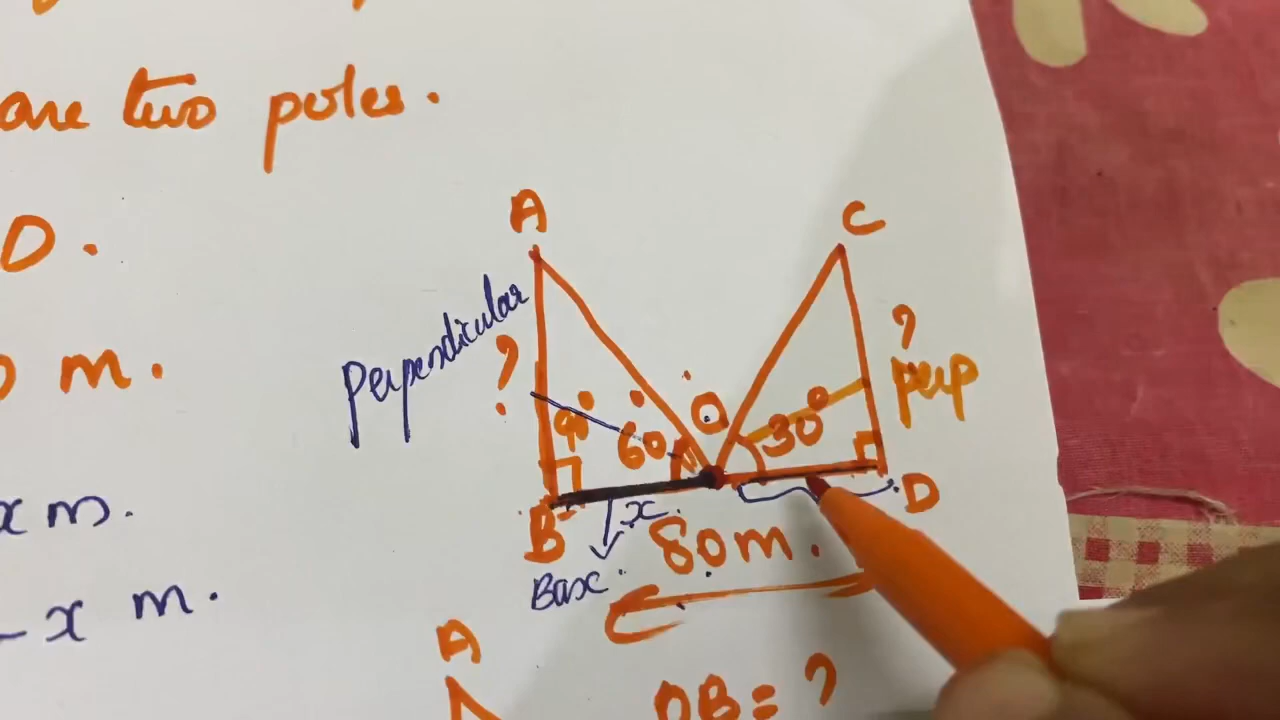 are two poles.
D.
A
C
Perpendicular
?
?
perp
m.
90°
60°
O
30°
x m.
B
x.
D
80m.
Base.
- x m.
A
OB = ?